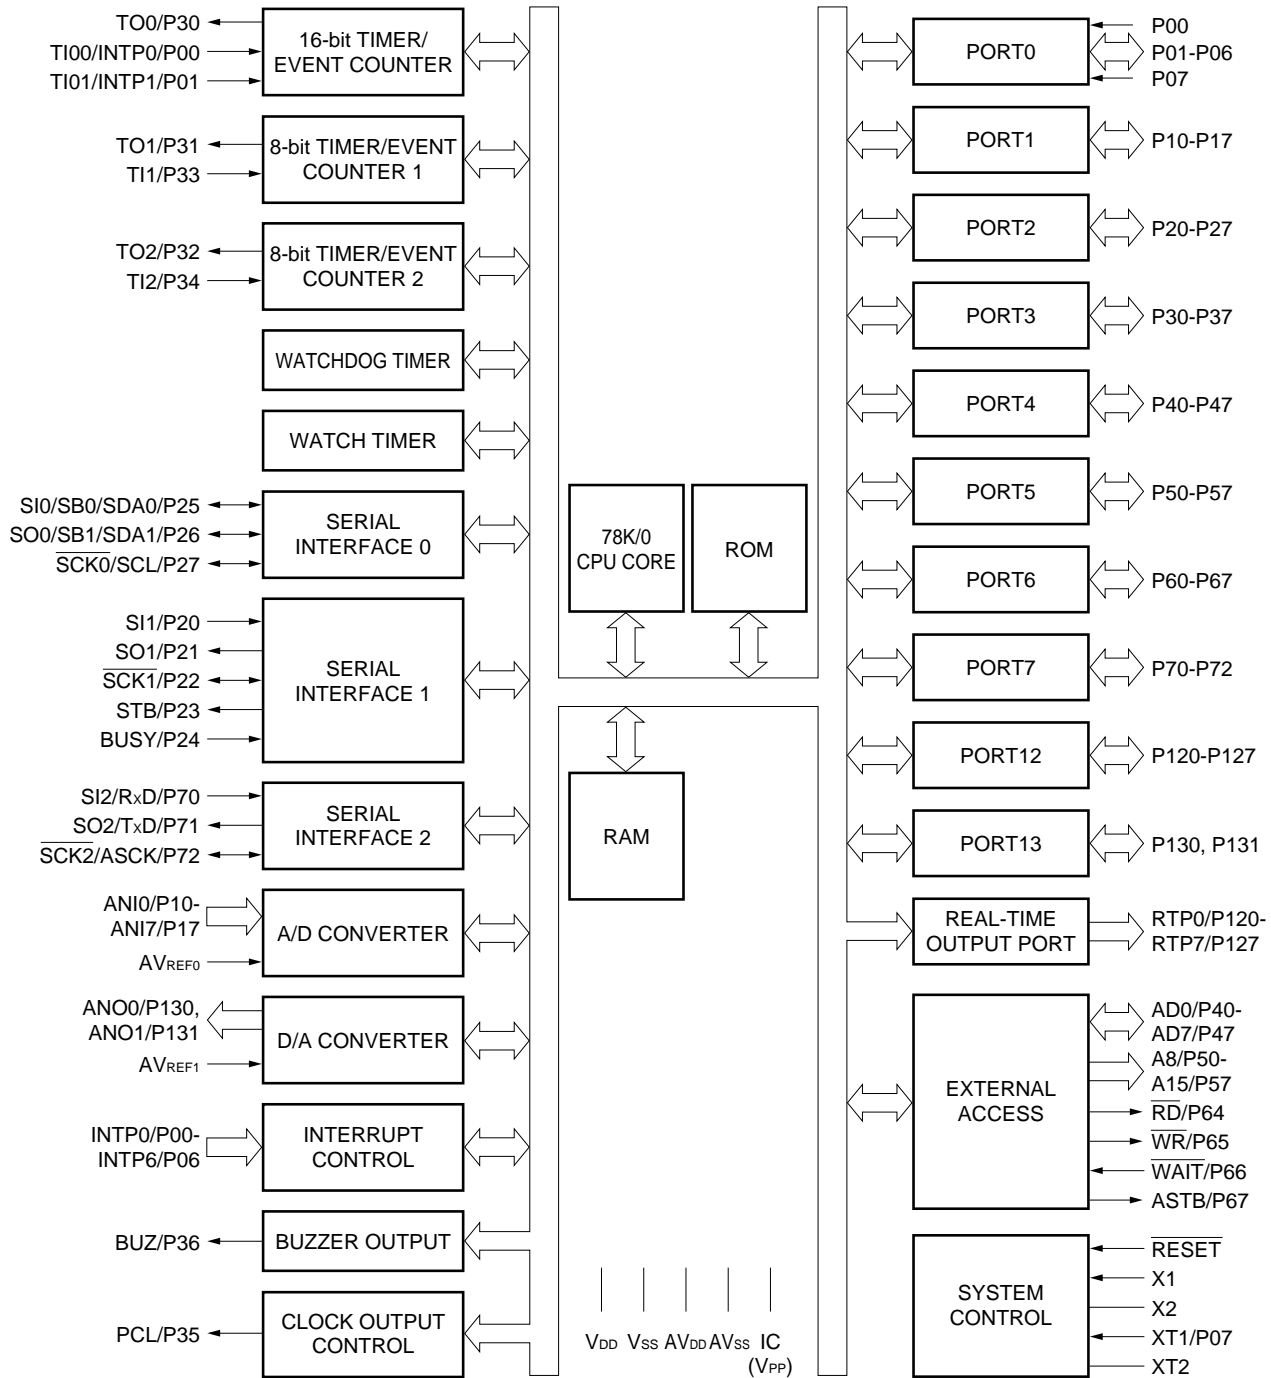 TO0/P30
TI00/INTP0/P00
TI01/INTP1/P01
16-bit TIMER/
EVENT COUNTER
TO1/P31
TI1/P33
8-bit TIMER/EVENT
COUNTER 1
TO2/P32
TI2/P34
8-bit TIMER/EVENT
COUNTER 2
WATCHDOG TIMER
WATCH TIMER
SI0/SB0/SDA0/P25
SO0/SB1/SDA1/P26
SCK0/SCL/P27
SERIAL
INTERFACE 0
SI1/P20
SO1/P21
SCK1/P22
STB/P23
BUSY/P24
SERIAL
INTERFACE 1
SI2/RxD/P70
SO2/TxD/P71
SCK2/ASCK/P72
SERIAL
INTERFACE 2
ANI0/P10-
ANI7/P17
AVREF0
A/D CONVERTER
ANO0/P130,
ANO1/P131
AVREF1
D/A CONVERTER
INTP0/P00-
INTP6/P06
INTERRUPT
CONTROL
BUZ/P36
BUZZER OUTPUT
PCL/P35
CLOCK OUTPUT
CONTROL
78K/0
CPU CORE
ROM
RAM
VDD VSS AVDD AVSS IC
(VPP)
PORT0
P00
P01-P06
P07
PORT1
P10-P17
PORT2
P20-P27
PORT3
P30-P37
PORT4
P40-P47
PORT5
P50-P57
PORT6
P60-P67
PORT7
P70-P72
PORT12
P120-P127
PORT13
P130, P131
REAL-TIME
OUTPUT PORT
RTP0/P120-
RTP7/P127
EXTERNAL
ACCESS
AD0/P40-
AD7/P47
A8/P50-
A15/P57
RD/P64
WR/P65
WAIT/P66
ASTB/P67
SYSTEM
CONTROL
RESET
X1
X2
XT1/P07
XT2